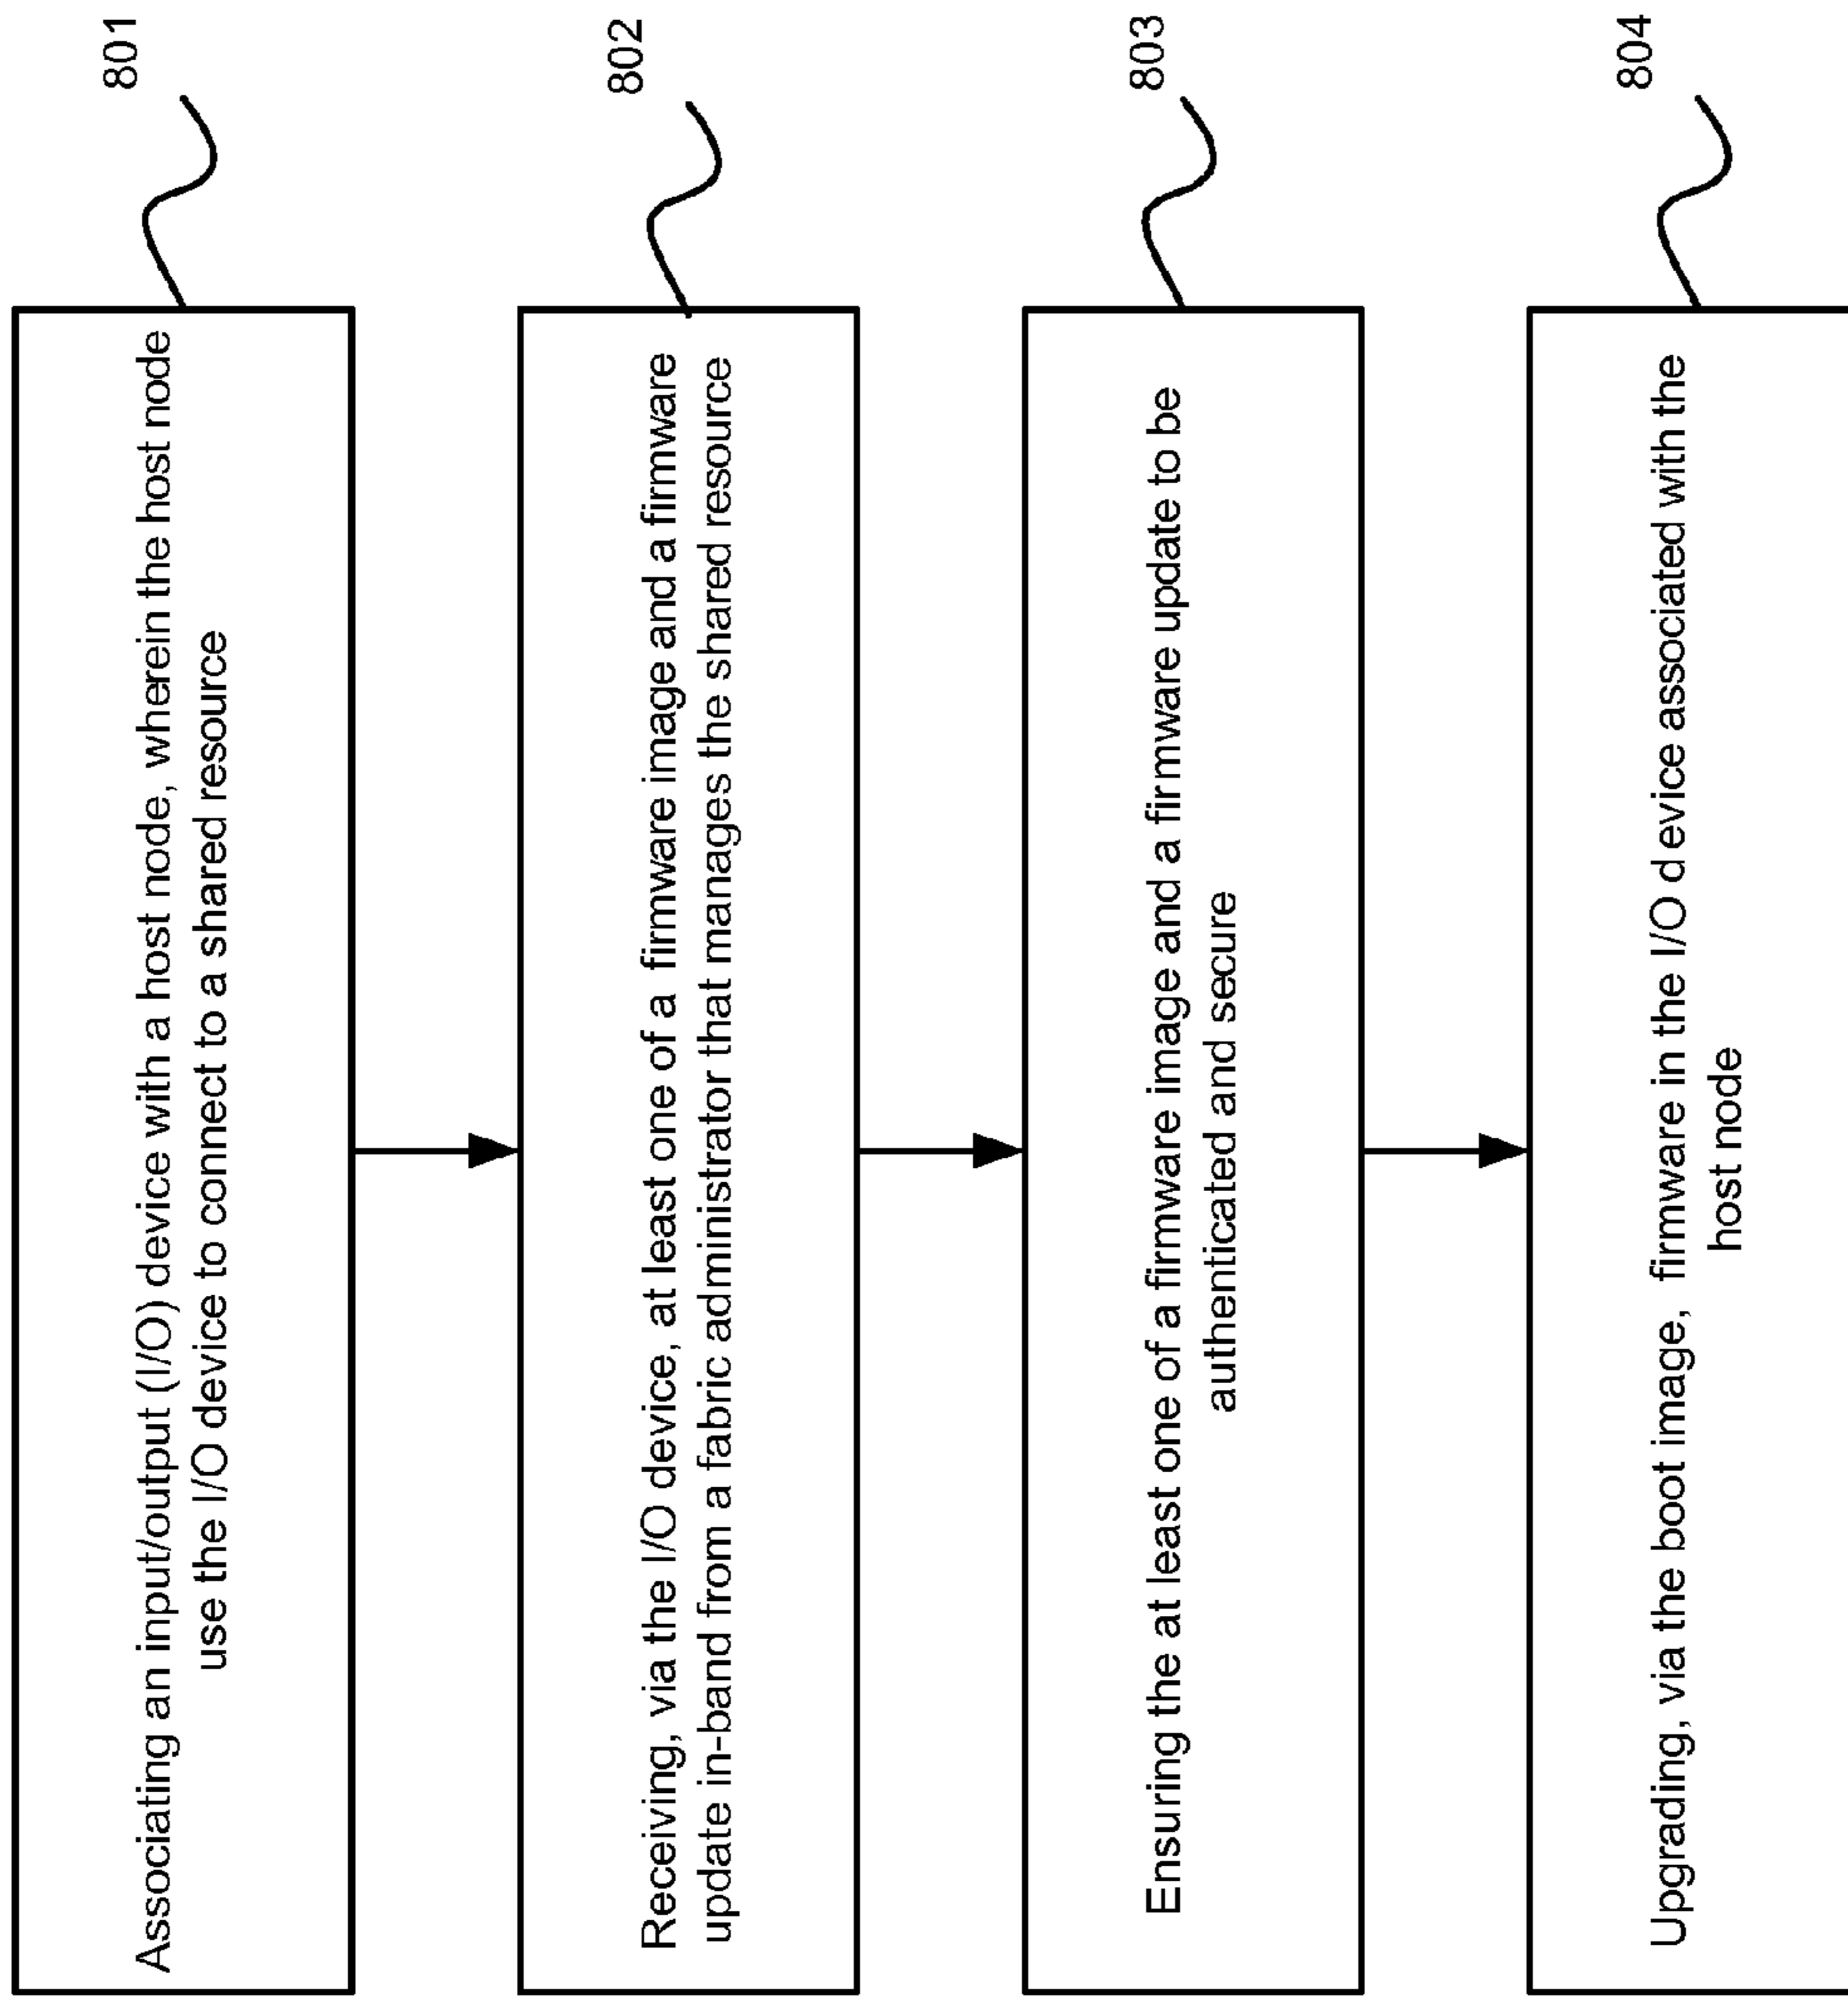 Associating an input/output (I/O) device with a host node, wherein the host node
use the I/O device to connect to a shared resource
801
Receiving, via the I/O device, at least one of a firmware image and a firmware
update in-band from a fabric administrator that manages the shared resource
802
Ensuring the at least one of a firmware image and a firmware update to be
authenticated and secure
803
Upgrading, via the boot image, firmware in the I/O device associated with the
host node
804